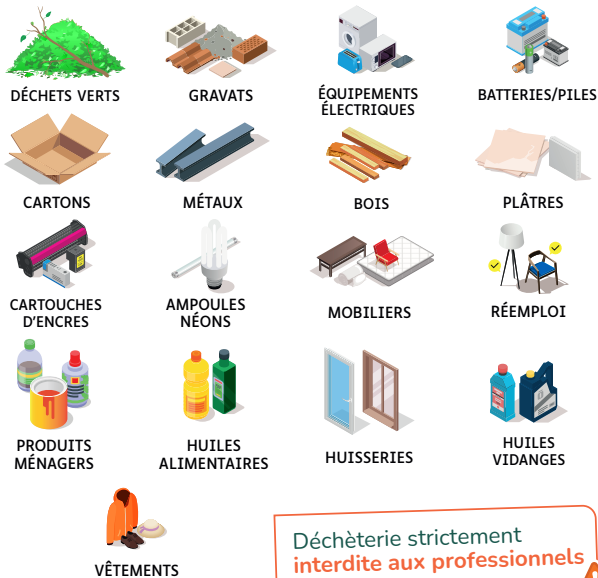 DÉCHETS VERTS
GRAVATS
ÉQUIPEMENTS
ÉLECTRIQUES
BATTERIES/PILES
CARTONS
MÉTAUX
BOIS
PLÂTRES
CARTOUCHES
D'ENCRES
AMPOULES
NÉONS
MOBILIERS
RÉEMPLOI
PRODUITS
MÉNAGERS
HUILES
ALIMENTAIRES
HUISSERIES
HUILES
VIDANGES
VÊTEMENTS
Déchèterie strictement
interdite aux professionnels